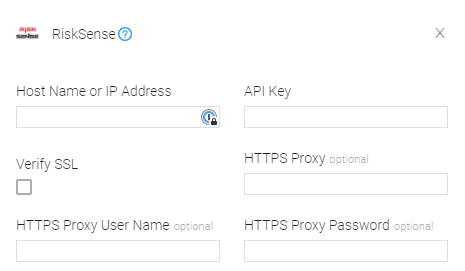 RISK
SENSE
RiskSense ?
X
Host Name or IP Address
API Key
Verify SSL
HTTPS Proxy optional
HTTPS Proxy User Name optional
HTTPS Proxy Password optional